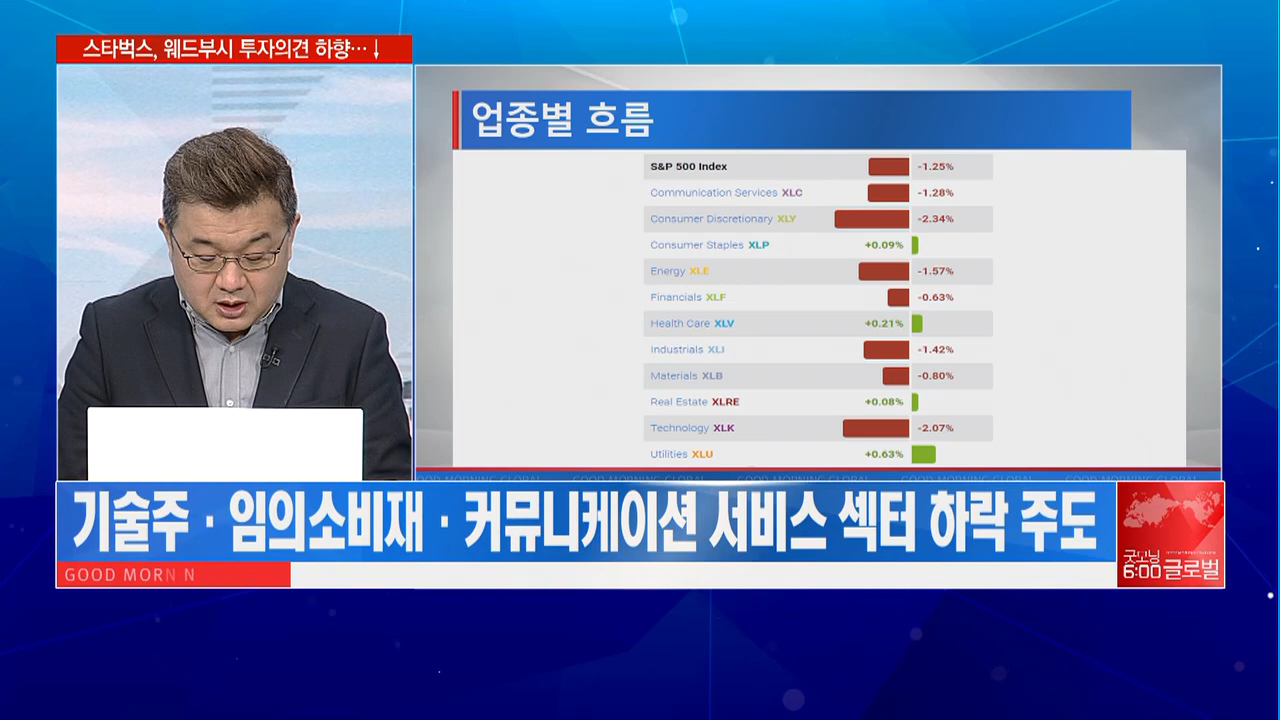 스타벅스, 웨드부시 투자의견 하향…↓
업종별 흐름
S&P 500 Index -1.25%
Communication Services XLC -1.28%
Consumer Discretionary XLY -2.34%
Consumer Staples XLP +0.09%
Energy XLE -1.57%
Financials XLF -0.63%
Health Care XLV +0.21%
Industrials XLI -1.42%
Materials XLB -0.80%
Real Estate XLRE +0.08%
Technology XLK -2.07%
Utilities XLU +0.63%
기술주 · 임의소비재 · 커뮤니케이션 서비스 섹터 하락 주도
GOOD MORN N
굿모닝
6:00 글로벌